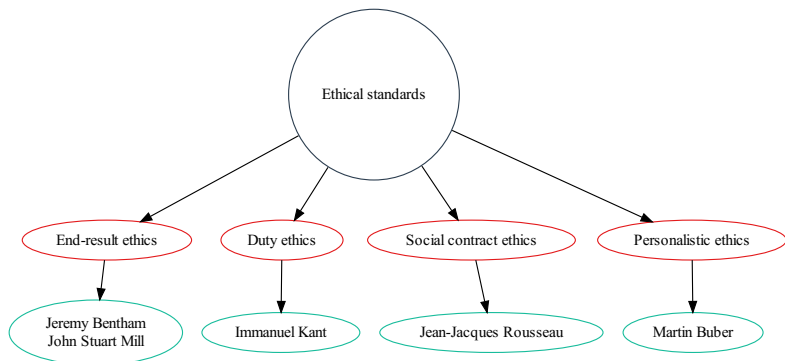 Ethical standards
End-result ethics
Duty ethics
Social contract ethics
Personalistic ethics
Jeremy Bentham
John Stuart Mill
Immanuel Kant
Jean-Jacques Rousseau
Martin Buber